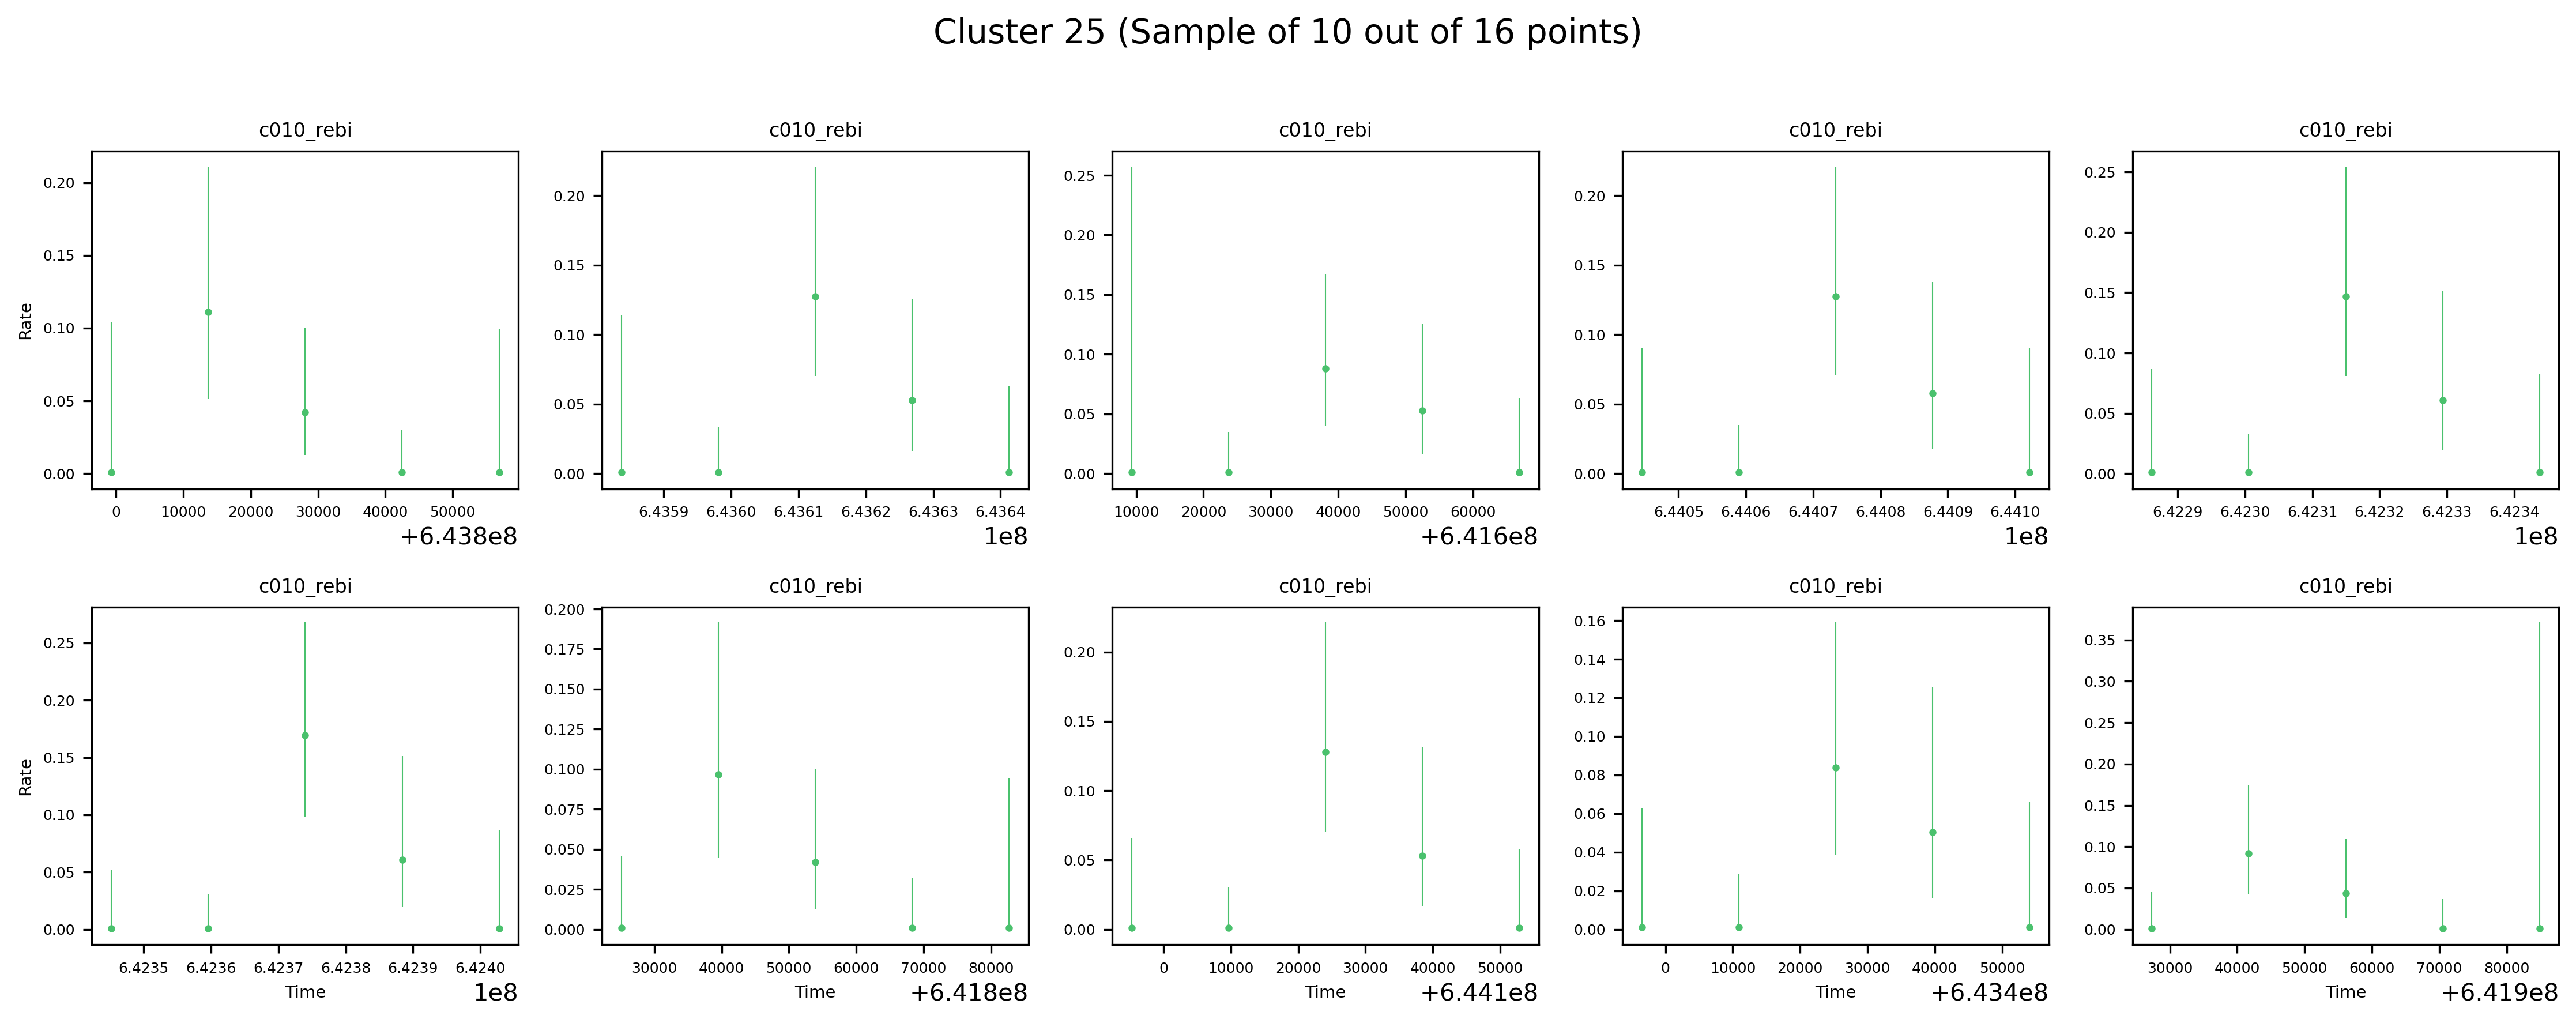 Cluster 25 (Sample of 10 out of 16 points)
c010_rebi c010_rebi c010_rebi c010_rebi c010_rebi
Rate
0.20
0.15
0.10
0.05
0.00
0 10000 20000 30000 40000 50000
+6.438e8
0.20
0.15
0.10
0.05
0.00
6.4359 6.4360 6.4361 6.4362 6.4363 6.4364
1e8
0.25
0.20
0.15
0.10
0.05
0.00
10000 20000 30000 40000 50000 60000
+6.416e8
0.20
0.15
0.10
0.05
0.00
6.4405 6.4406 6.4407 6.4408 6.4409 6.4410
1e8
0.25
0.20
0.15
0.10
0.05
0.00
6.4229 6.4230 6.4231 6.4232 6.4233 6.4234
1e8
c010_rebi c010_rebi c010_rebi c010_rebi c010_rebi
Rate
0.25
0.20
0.15
0.10
0.05
0.00
6.4235 6.4236 6.4237 6.4238 6.4239 6.4240
Time 1e8
0.200
0.175
0.150
0.125
0.100
0.075
0.050
0.025
0.000
30000 40000 50000 60000 70000 80000
Time +6.418e8
0.20
0.15
0.10
0.05
0.00
0 10000 20000 30000 40000 50000
Time +6.441e8
0.16
0.14
0.12
0.10
0.08
0.06
0.04
0.02
0.00
0 10000 20000 30000 40000 50000
Time +6.434e8
0.35
0.30
0.25
0.20
0.15
0.10
0.05
0.00
30000 40000 50000 60000 70000 80000
Time +6.419e8